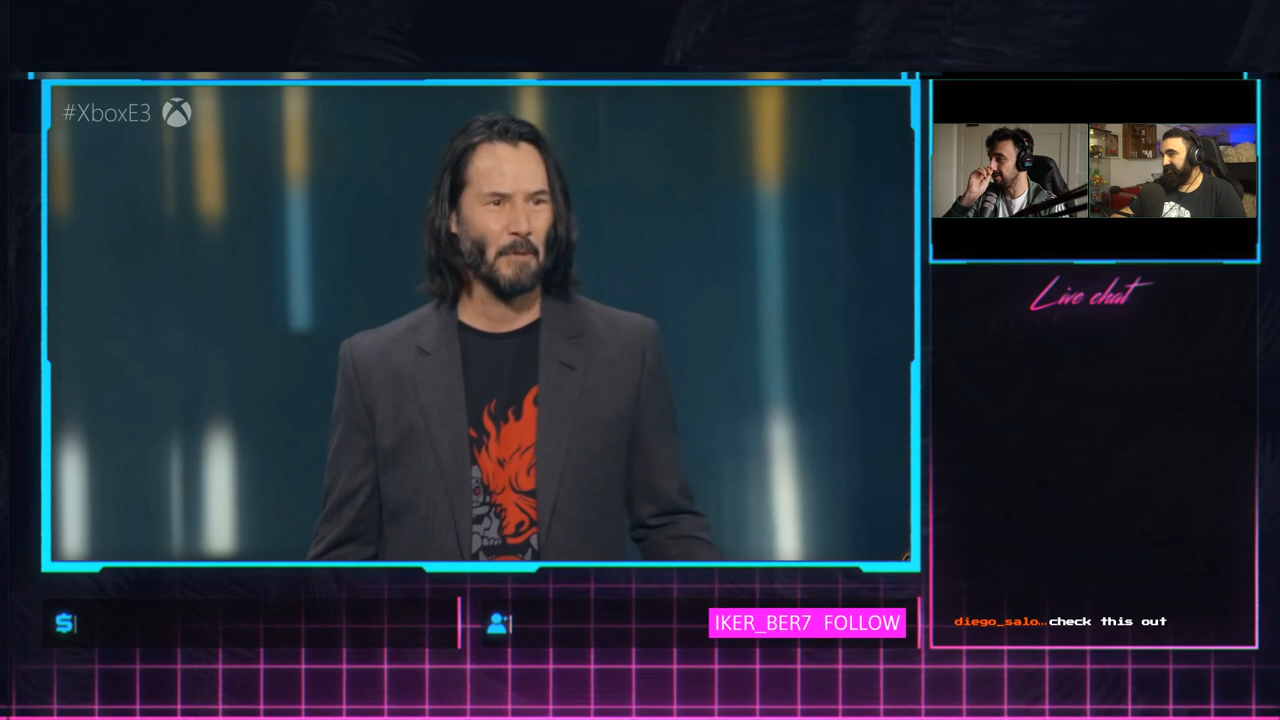 #XboxE3
Live chat
diego_salo…check this out
IKER_BER7 FOLLOW